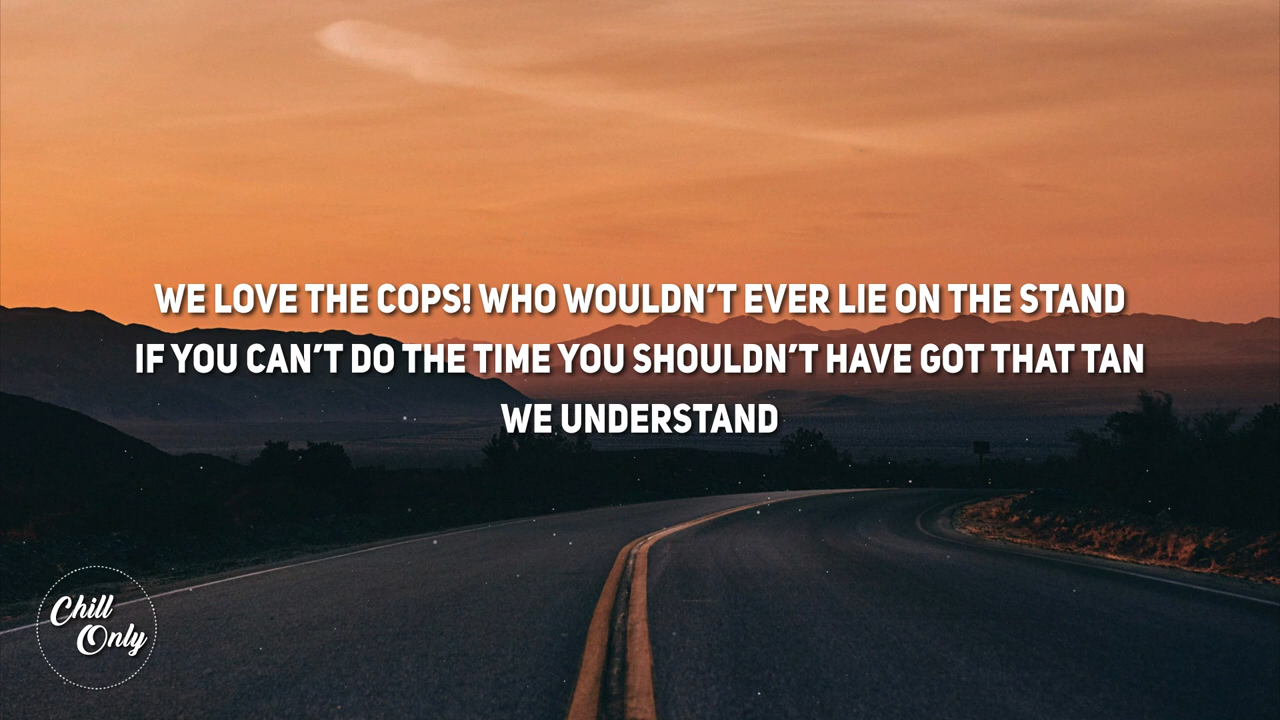 WE LOVE THE COPS! WHO WOULDN'T EVER LIE ON THE STAND
IF YOU CAN'T DO THE TIME YOU SHOULDN'T HAVE GOT THAT TAN
WE UNDERSTAND
Chill
Only